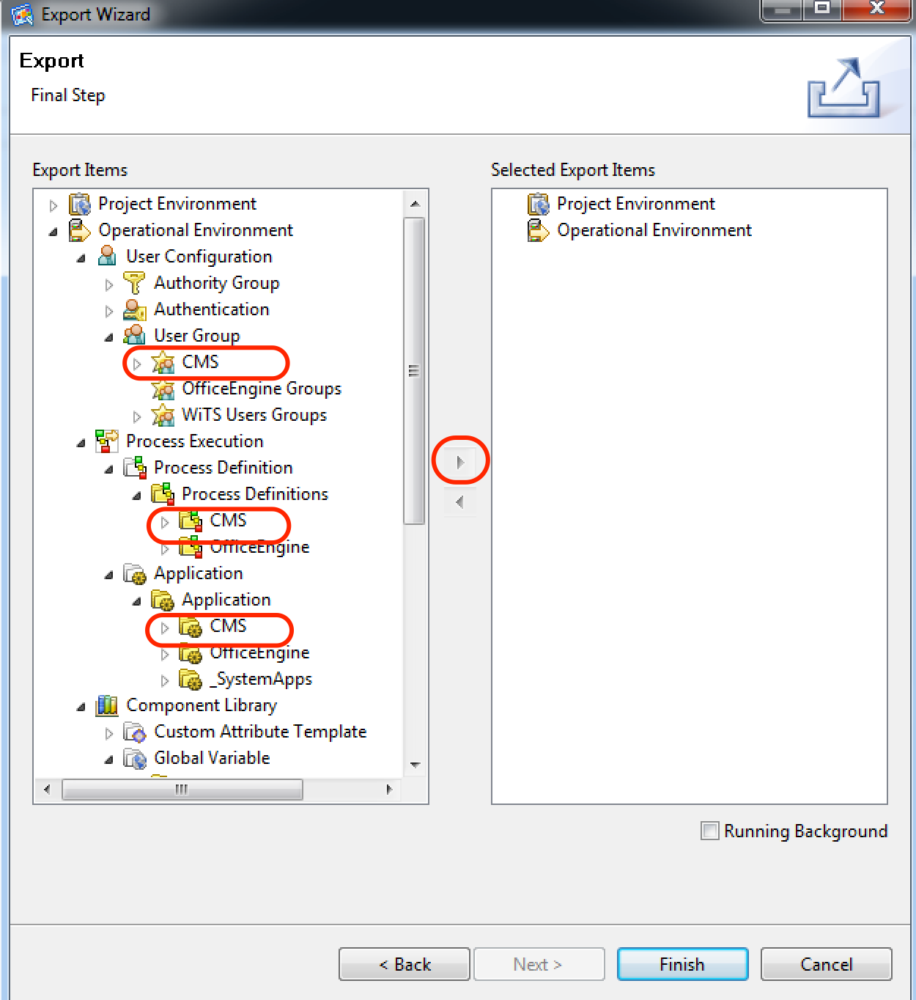 Export Wizard
Export
Final Step
Export Items
Selected Export Items
Project Environment
Operational Environment
User Configuration
Authority Group
Authentication
User Group
CMS
OfficeEngine Groups
WiTS Users Groups
Process Execution
Process Definition
Process Definitions
CMS
OfficeEngine
Application
Application
CMS
OfficeEngine
_SystemApps
Component Library
Custom Attribute Template
Global Variable
Project Environment
Operational Environment
Running Background
< Back
Next >
Finish
Cancel